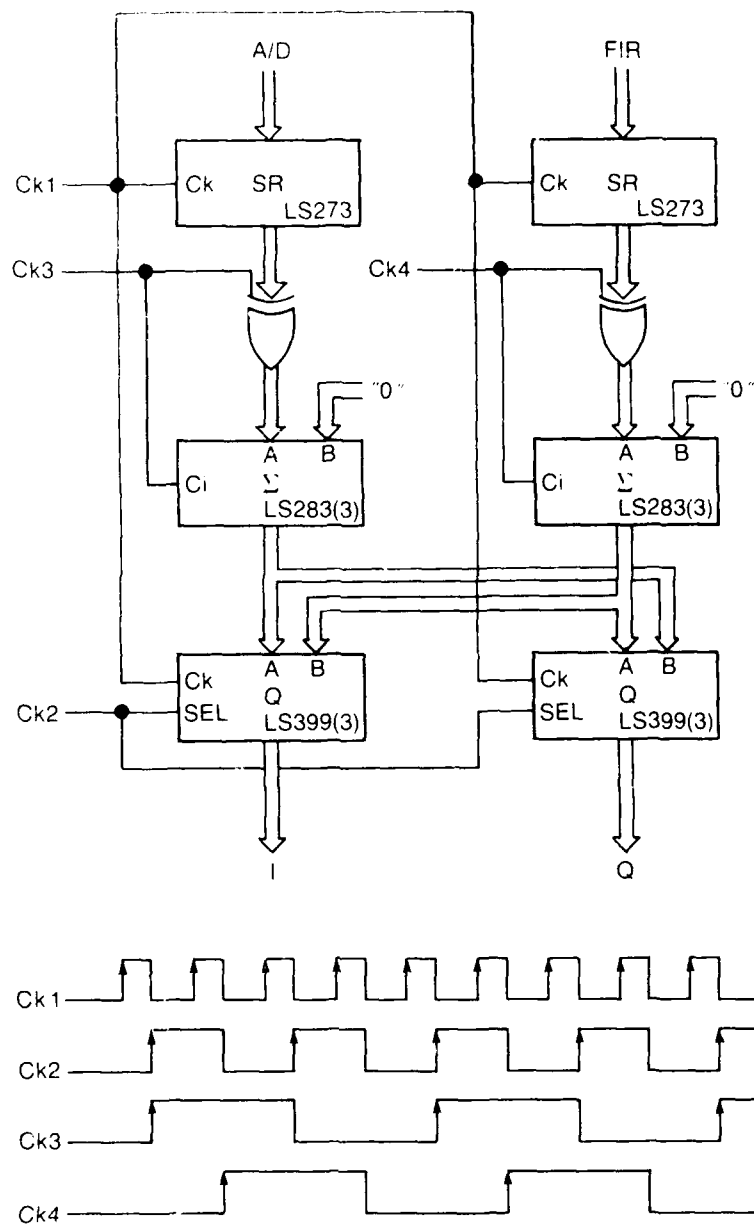 A/D
FIR
Ck1
Ck SR
LS273
Ck SR
LS273
Ck3
Ck4
"0"
"0"
A B
Ci Σ
LS283(3)
A B
Ci Σ
LS283(3)
A B
Ck
Q
SEL
LS399(3)
A B
Ck
Q
SEL
LS399(3)
Ck2
I
Q
Ck1
Ck2
Ck3
Ck4